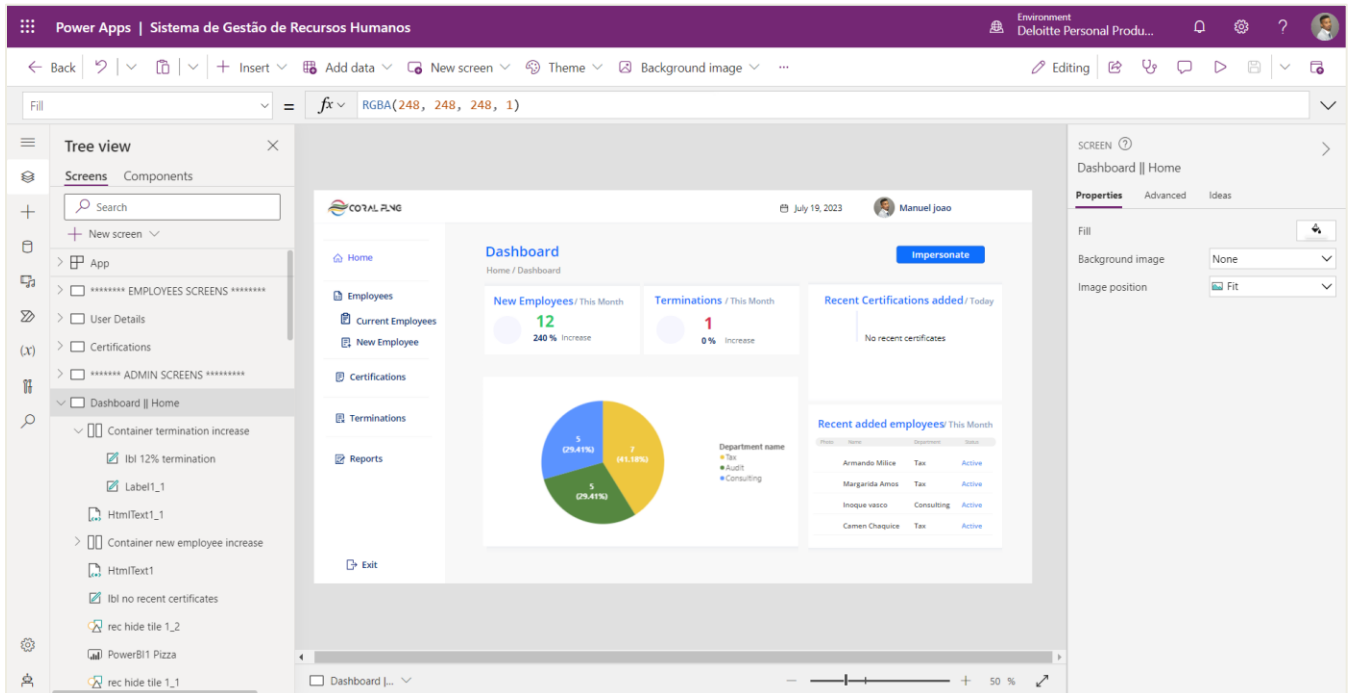 Power Apps | Sistema de Gestão de Recursos Humanos
Environment
Deloitte Personal Produ...
?
Back
Insert
Add data
New screen
Theme
Background image
...
Editing
Fill
=
fx
RGBA(248, 248, 248, 1)
Tree view
Screens
Components
Search
New screen
App
******** EMPLOYEES SCREENS ********
User Details
Certifications
******* ADMIN SCREENS *********
Dashboard || Home
Container termination increase
lbl 12% termination
Label1_1
HtmlText1_1
Container new employee increase
HtmlText1
lbl no recent certificates
rec hide tile 1_2
PowerBI1 Pizza
rec hide tile 1_1
(x)
CORAL FLNG
July 19, 2023
Manuel joao
Home
Employees
Current Employees
New Employee
Certifications
Terminations
Reports
Exit
Dashboard
Home / Dashboard
Impersonate
New Employees/ This Month
12
240 % Increase
Terminations / This Month
1
0 % Increase
Recent Certifications added/ Today
No recent certificates
5
(29.41%)
7
(41.18%)
5
(29.41%)
Department name
Tax
Audit
Consulting
Recent added employees/ This Month
Photo Name Department Status
Armando Milice Tax Active
Margarida Amos Tax Active
Inoque vasco Consulting Active
Camen Chaquice Tax Active
Dashboard |...
50 %
SCREEN ?
Dashboard || Home
Properties
Advanced
Ideas
Fill
Background image
None
Image position
Fit